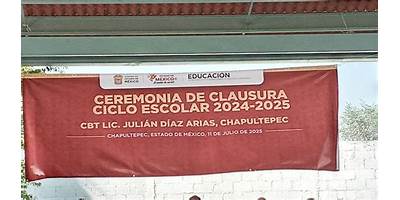 EDUCACIÓN
CEREMONIA DE CLAUSURA
CICLO ESCOLAR 2024-2025
CBT LIC. JULIÁN DÍAZ ARIAS, CHAPULTEPEC
CHAPULTEPEC, ESTADO DE MÉXICO, 11 DE JULIO DE 2025